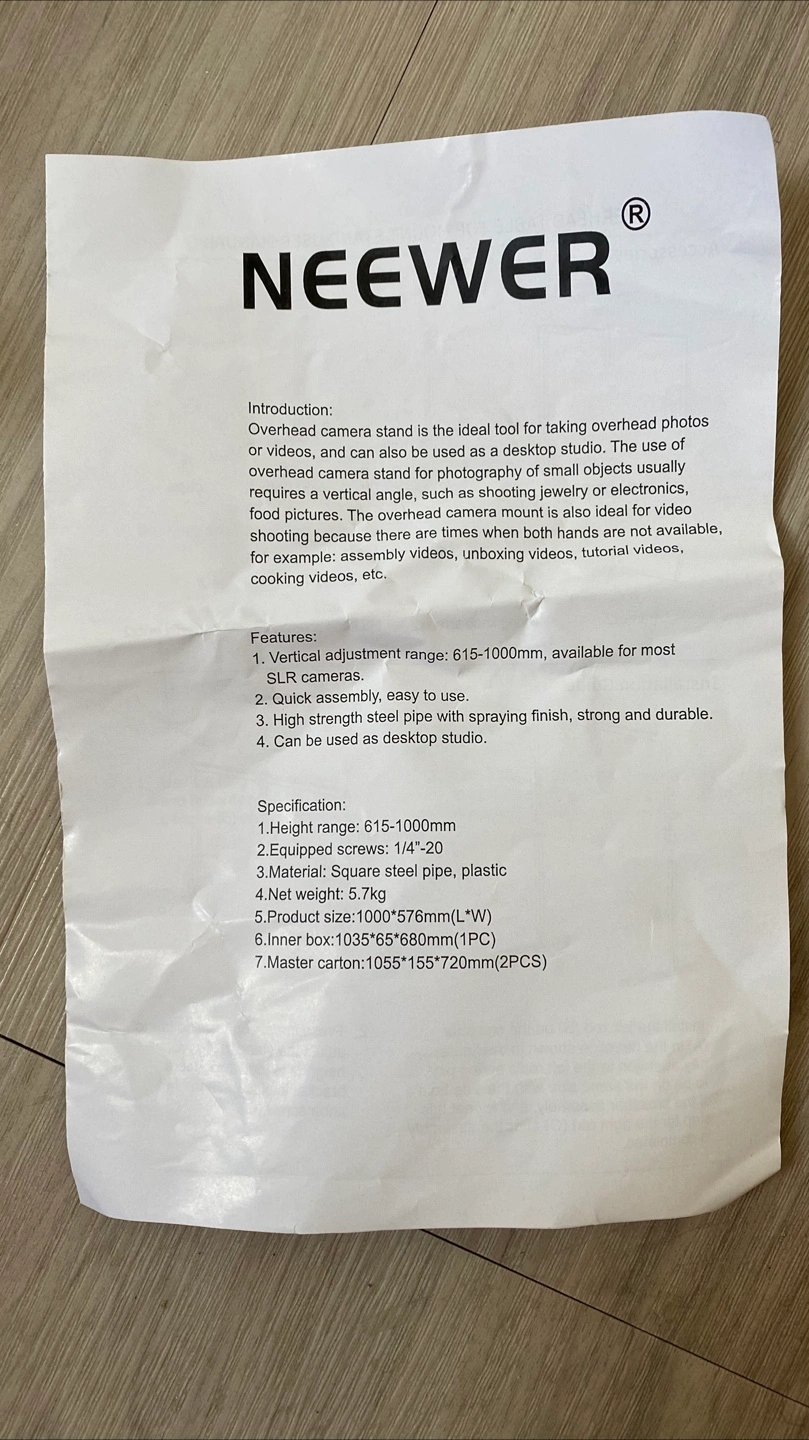 NEEWER®
Introduction:
Overhead camera stand is the ideal tool for taking overhead photos
or videos, and can also be used as a desktop studio. The use of
overhead camera stand for photography of small objects usually
requires a vertical angle, such as shooting jewelry or electronics,
food pictures. The overhead camera mount is also ideal for video
shooting because there are times when both hands are not available,
for example: assembly videos, unboxing videos, tutorial videos,
cooking videos, etc.
Features:
1. Vertical adjustment range: 615-1000mm, available for most
SLR cameras.
2. Quick assembly, easy to use.
3. High strength steel pipe with spraying finish, strong and durable.
4. Can be used as desktop studio.
Specification:
1.Height range: 615-1000mm
2.Equipped screws: 1/4"-20
3.Material: Square steel pipe, plastic
4.Net weight: 5.7kg
5.Product size:1000*576mm(L*W)
6.Inner box:1035*65*680mm(1PC)
7.Master carton:1055*155*720mm(2PCS)